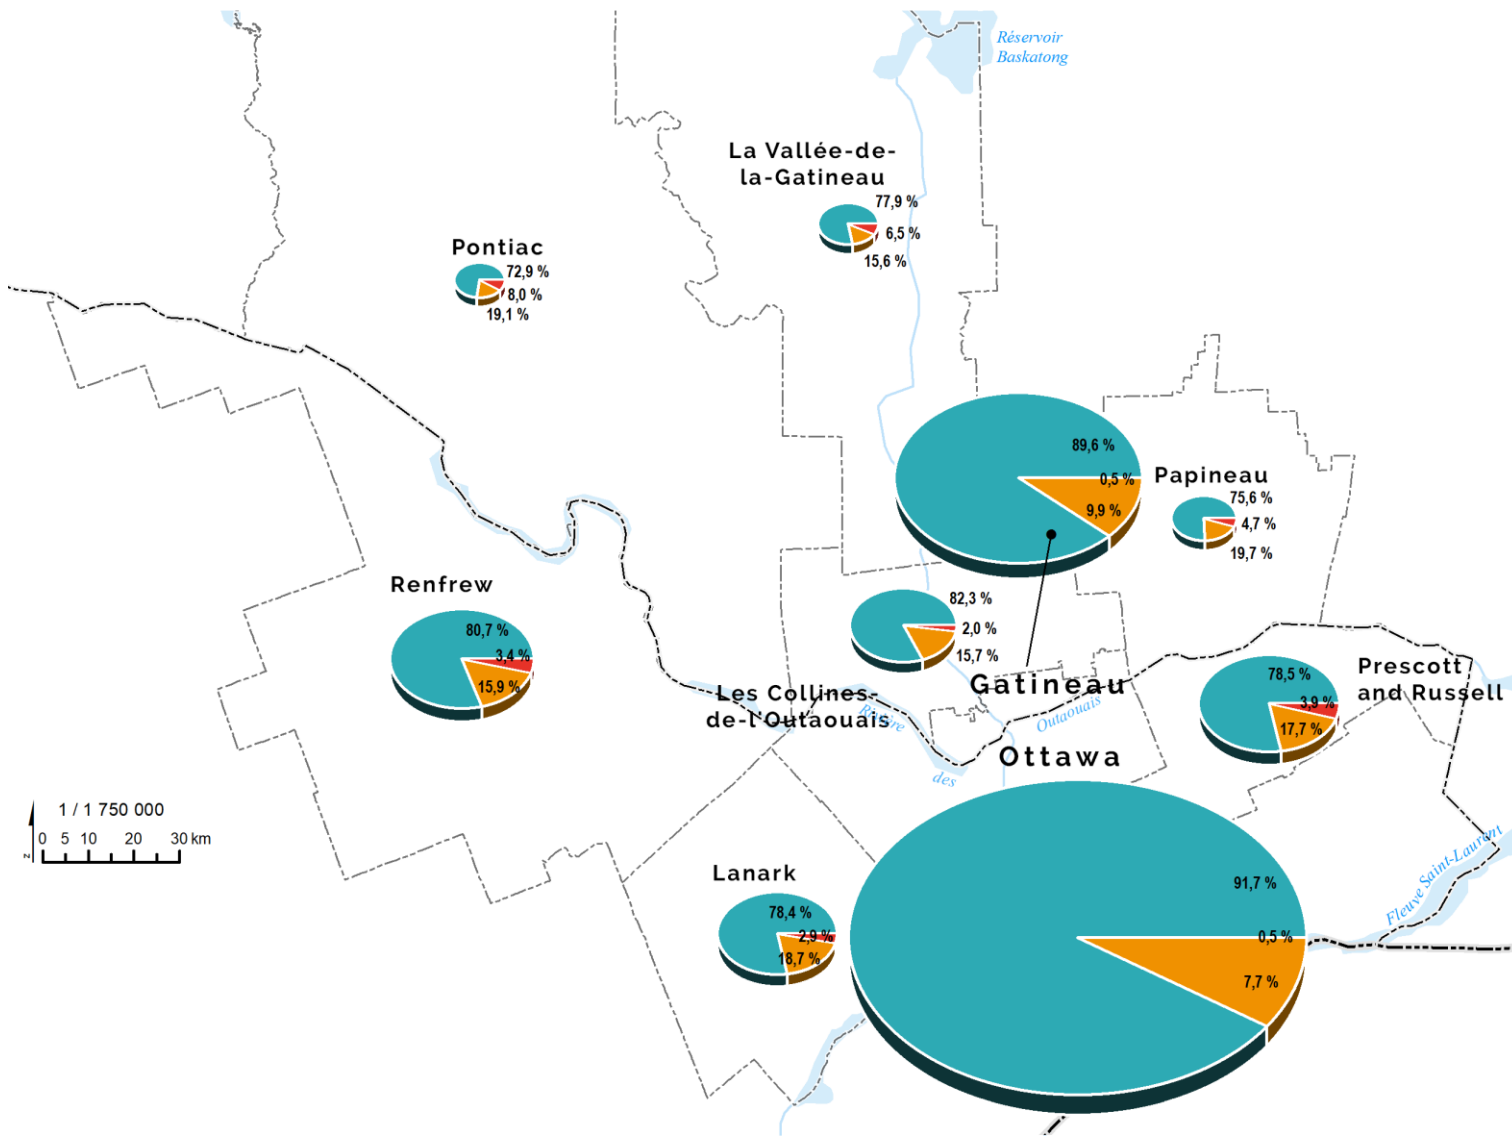 Réservoir
Baskatong
La Vallée-de-
la-Gatineau
77,9 %
6,5 %
15,6 %
Pontiac
72,9 %
8,0 %
19,1 %
89,6 %
0,5 %
9,9 %
Papineau
75,6 %
4,7 %
19,7 %
Renfrew
80,7 %
3,4 %
15,9 %
82,3 %
2,0 %
15,7 %
Les Collines-
de-l'Outaouais
Gatineau
Rivière
des
Outaouais
Prescott
and Russell
78,5 %
3,9 %
17,7 %
Ottawa
91,7 %
0,5 %
7,7 %
Lanark
78,4 %
2,9 %
18,7 %
Fleuve Saint-Laurent
1 / 1 750 000
0 5 10 20 30 km
N